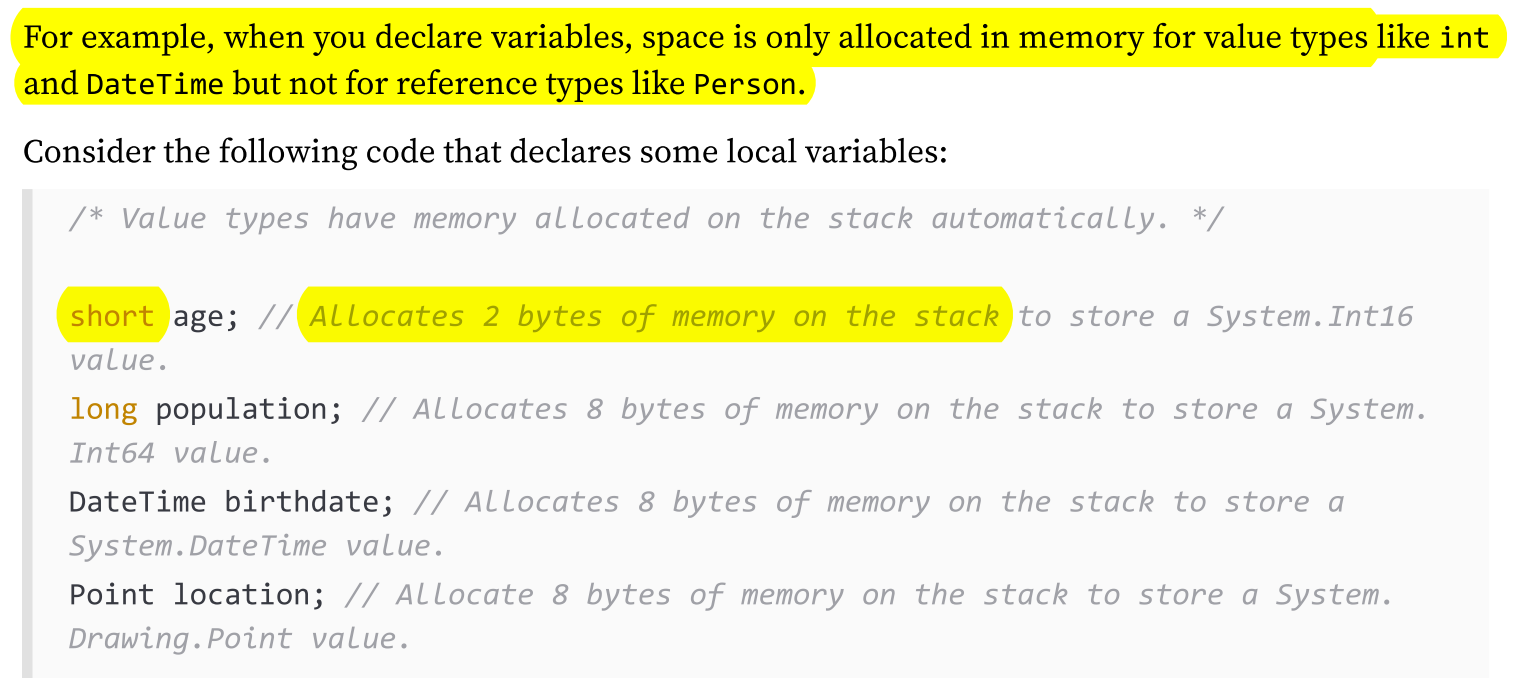 For example, when you declare variables, space is only allocated in memory for value types like int
and DateTime but not for reference types like Person.
Consider the following code that declares some local variables:
/* Value types have memory allocated on the stack automatically. */
short age; // Allocates 2 bytes of memory on the stack to store a System.Int16
value.
long population; // Allocates 8 bytes of memory on the stack to store a System.
Int64 value.
DateTime birthdate; // Allocates 8 bytes of memory on the stack to store a
System.DateTime value.
Point location; // Allocate 8 bytes of memory on the stack to store a System.
Drawing.Point value.